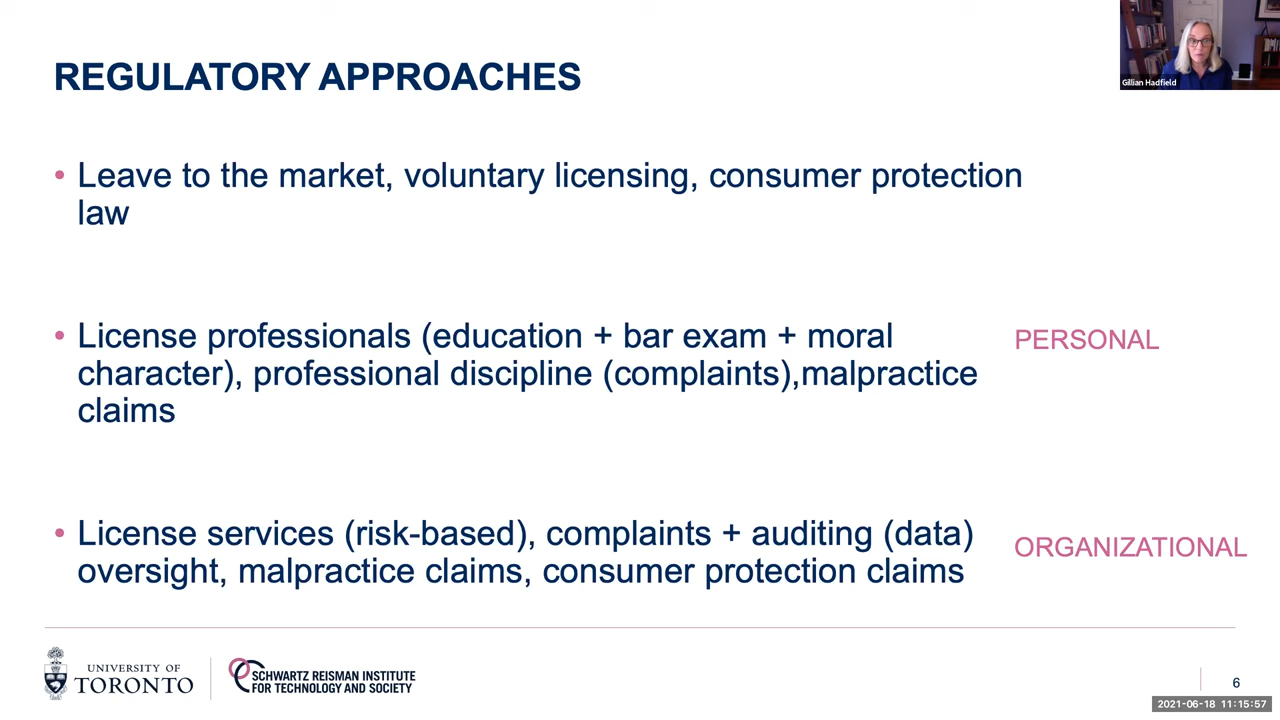 REGULATORY APPROACHES
Gillian Hadfield
• Leave to the market, voluntary licensing, consumer protection
law
• License professionals (education + bar exam + moral
character), professional discipline (complaints),malpractice
claims
PERSONAL
• License services (risk-based), complaints + auditing (data)
oversight, malpractice claims, consumer protection claims
ORGANIZATIONAL
UNIVERSITY OF
TORONTO
SCHWARTZ REISMAN INSTITUTE
FOR TECHNOLOGY AND SOCIETY
6
2021-06-18 11:15:57